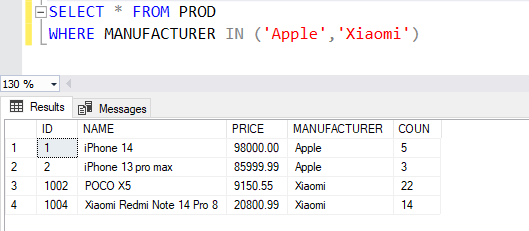 SELECT * FROM PROD
WHERE MANUFACTURER IN ('Apple','Xiaomi')
130 %
Results Messages
ID NAME PRICE MANUFACTURER COUN
1 1 iPhone 14 98000.00 Apple 5
2 2 iPhone 13 pro max 85999.99 Apple 3
3 1002 POCO X5 9150.55 Xiaomi 22
4 1004 Xiaomi Redmi Note 14 Pro 8 20800.99 Xiaomi 14